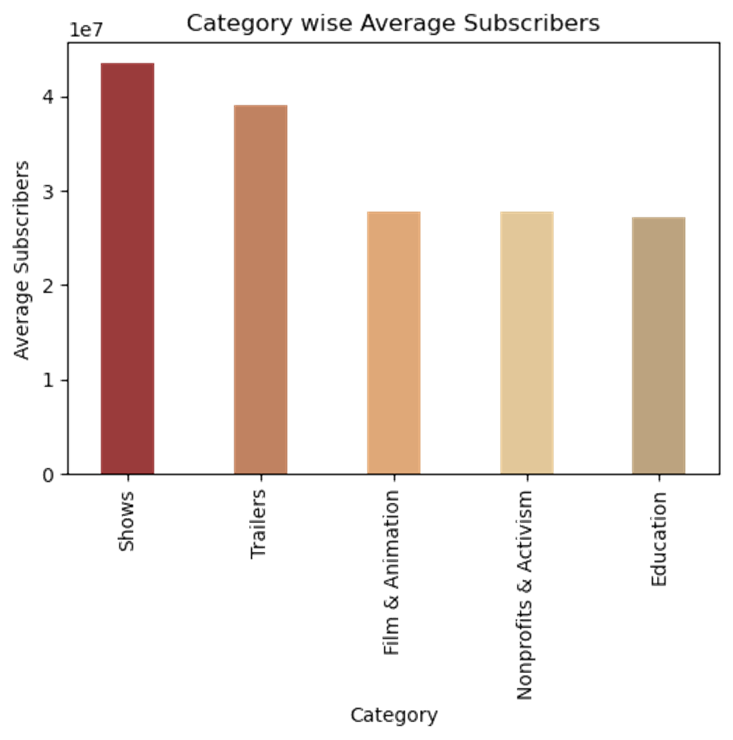 Category wise Average Subscribers
1e7
4
3
2
1
0
Average Subscribers
Shows
Trailers
Film & Animation
Nonprofits & Activism
Education
Category